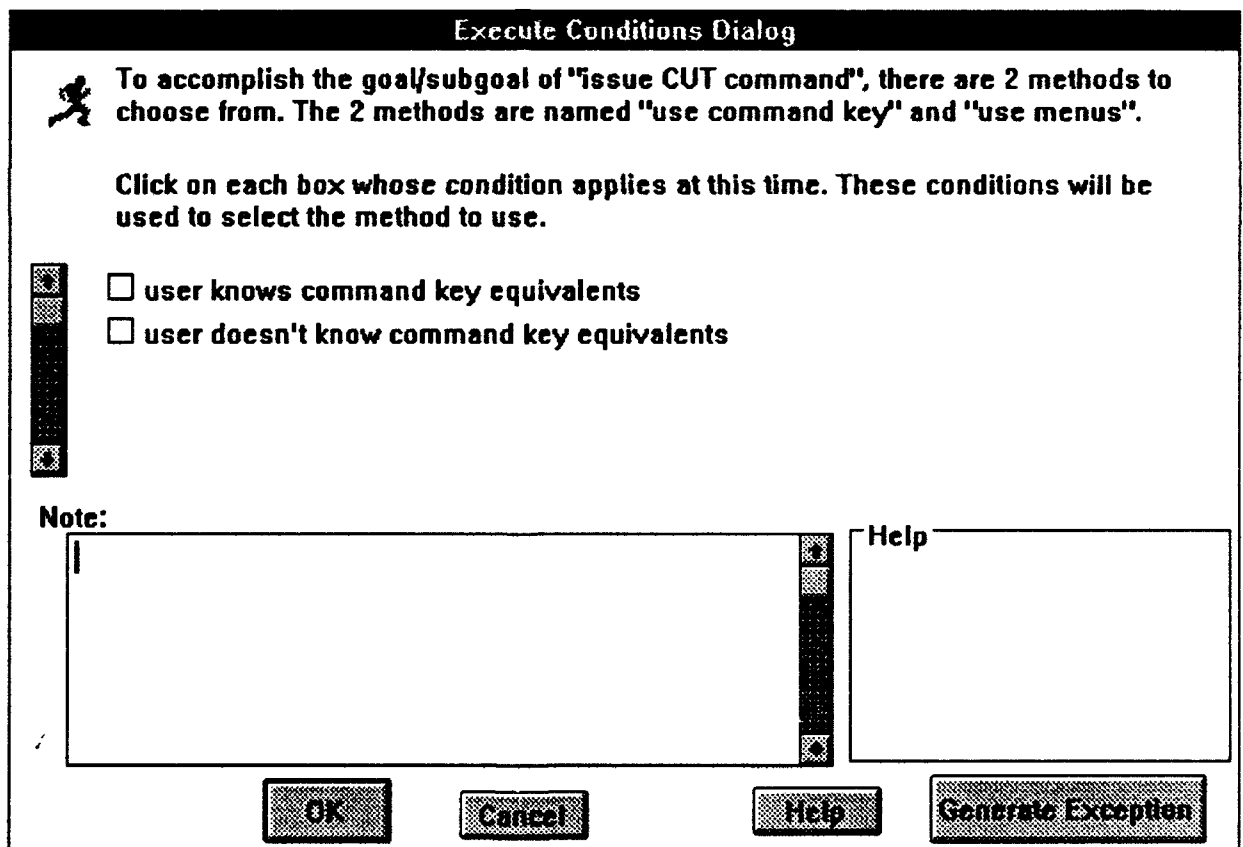 Execute Conditions Dialog
To accomplish the goal/subgoal of "issue CUT command", there are 2 methods to
choose from. The 2 methods are named "use command key" and "use menus".
Click on each box whose condition applies at this time. These conditions will be
used to select the method to use.
user knows command key equivalents
user doesn't know command key equivalents
Note:
Help
OK
Cancel
Help
Generate Exception